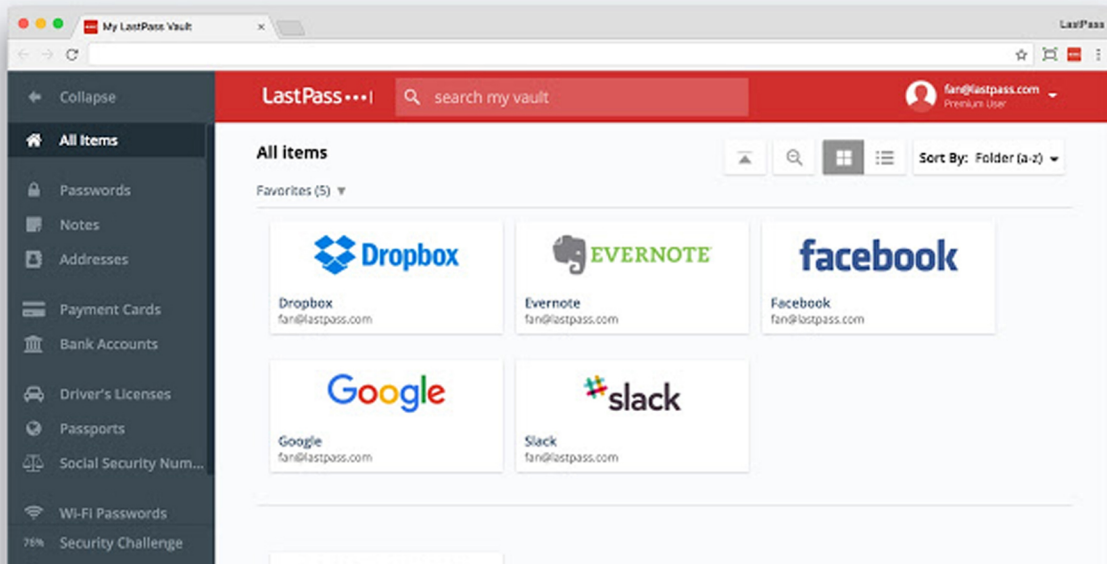 My LastPass Vault
LastPass
Collapse
LastPass
search my vault
fan@lastpass.com
Premium User
All Items
Passwords
Notes
Addresses
Payment Cards
Bank Accounts
Driver's Licenses
Passports
Social Security Num...
Wi-Fi Passwords
76% Security Challenge
All items
Sort By: Folder (a-z)
Favorites (5)
Dropbox
Dropbox
fan@lastpass.com
EVERNOTE
Evernote
fan@lastpass.com
facebook
Facebook
fan@lastpass.com
Google
Google
fan@lastpass.com
slack
Slack
fan@lastpass.com